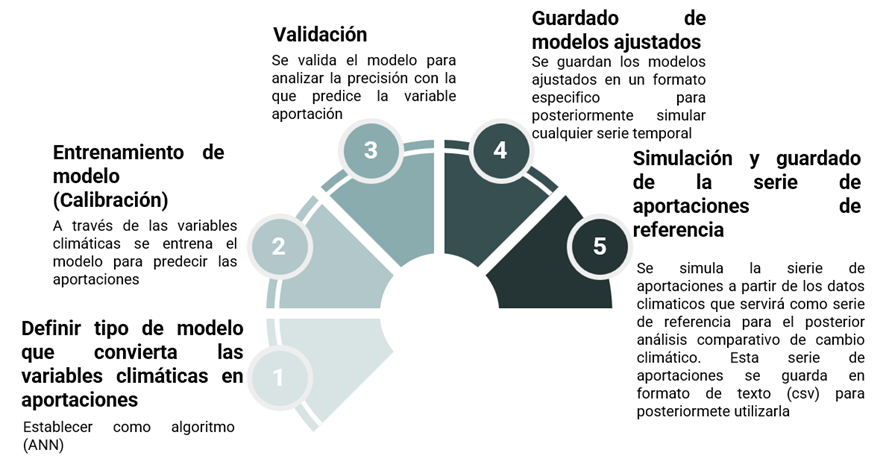 Definir tipo de modelo
que convierta las
variables climáticas en
aportaciones
Establecer como algoritmo
(ANN)
1
Entrenamiento de
modelo
(Calibración)
A través de las variables
climáticas se entrena el
modelo para predecir las
aportaciones
2
Validación
Se valida el modelo para
analizar la precisión con la
que predice la variable
aportación
3
Guardado de
modelos ajustados
Se guardan los modelos
ajustados en un formato
especifico para
posteriormente simular
cualquier serie temporal
4
Simulación y guardado
de la serie de
aportaciones de
referencia
Se simula la sierie de
aportaciones a partir de los datos
climaticos que servirá como serie
de referencia para el posterior
análisis comparativo de cambio
climático. Esta serie de
aportaciones se guarda en
formato de texto (csv) para
posteriormete utilizarla
5